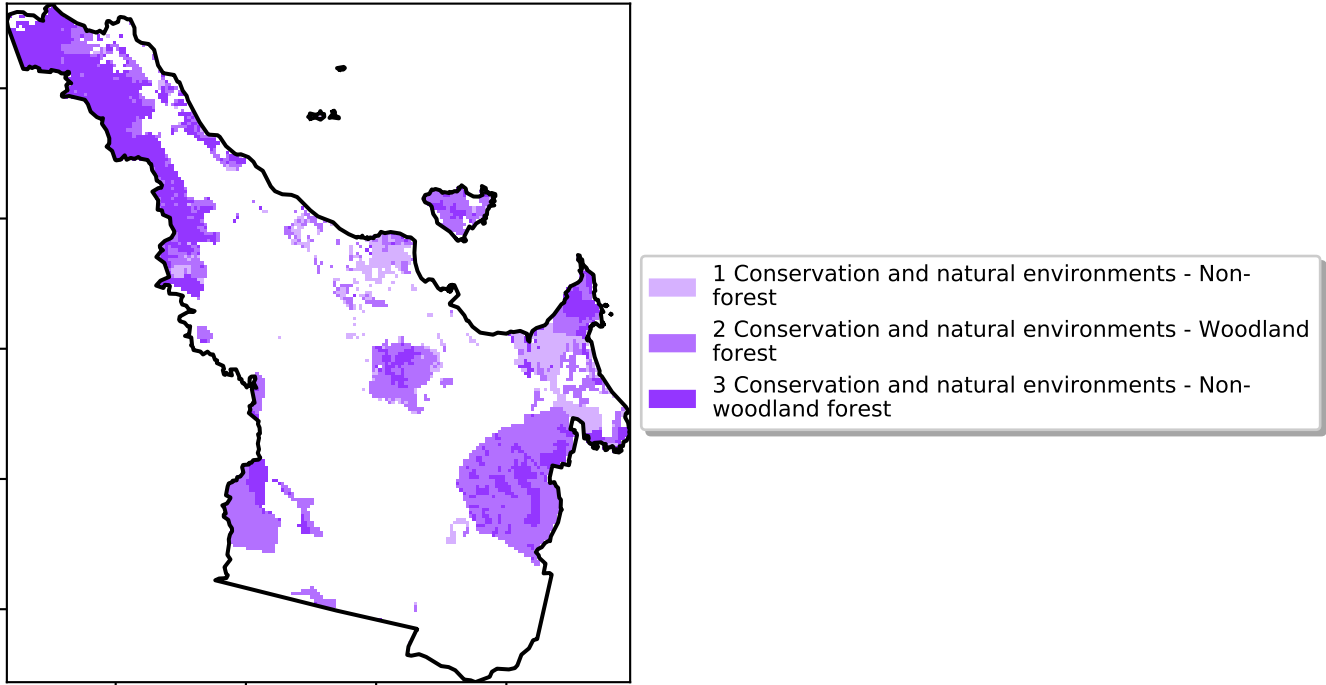 1 Conservation and natural environments - Non-
forest
2 Conservation and natural environments - Woodland
forest
3 Conservation and natural environments - Non-
woodland forest